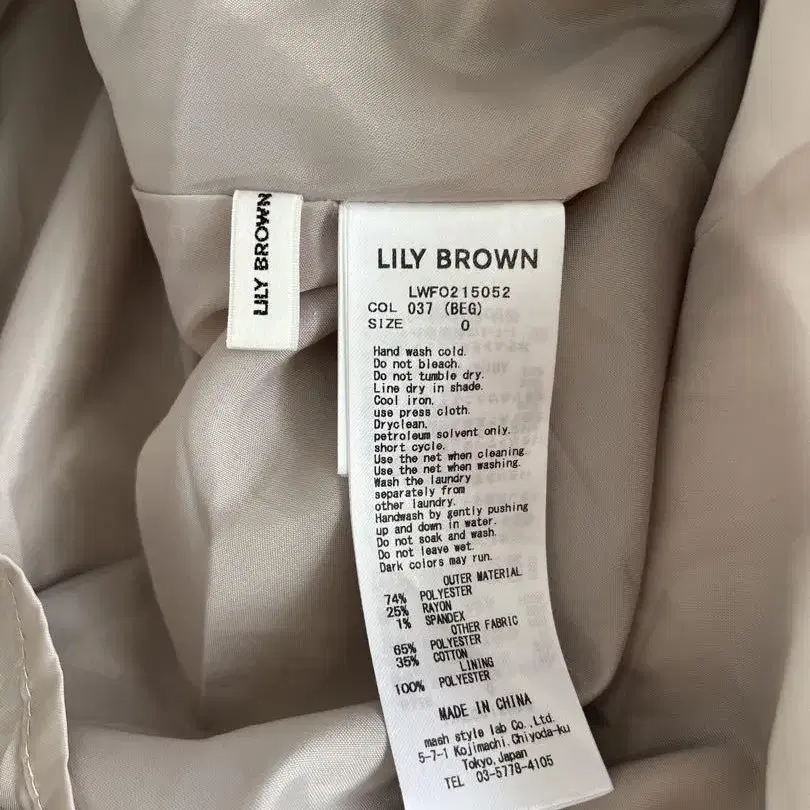 LILY BROWN
LILY BROWN
LWFO215052
COL 037 (BEG)
SIZE 0
Hand wash cold.
Do not bleach.
Do not tumble dry.
Line dry in shade.
Cool iron.
use press cloth.
Dryclean.
petroleum solvent only.
short cycle.
Use the net when cleaning
Use the net when washing.
Wash the laundry
separately from
other laundry.
Handwash by gently pushing
up and down in water.
Do not soak and wash.
Do not leave wet.
Dark colors may run.
OUTER MATERIAL
74% POLYESTER
25% RAYON
1% SPANDEX
OTHER FABRIC
65% POLYESTER
35% COTTON
LINING
100% POLYESTER
MADE IN CHINA
mash style lab Co.,Ltd.
5-7-1 Kojimachi,Chiyoda-ku
Tokyo,Japan
TEL 03-5778-4105